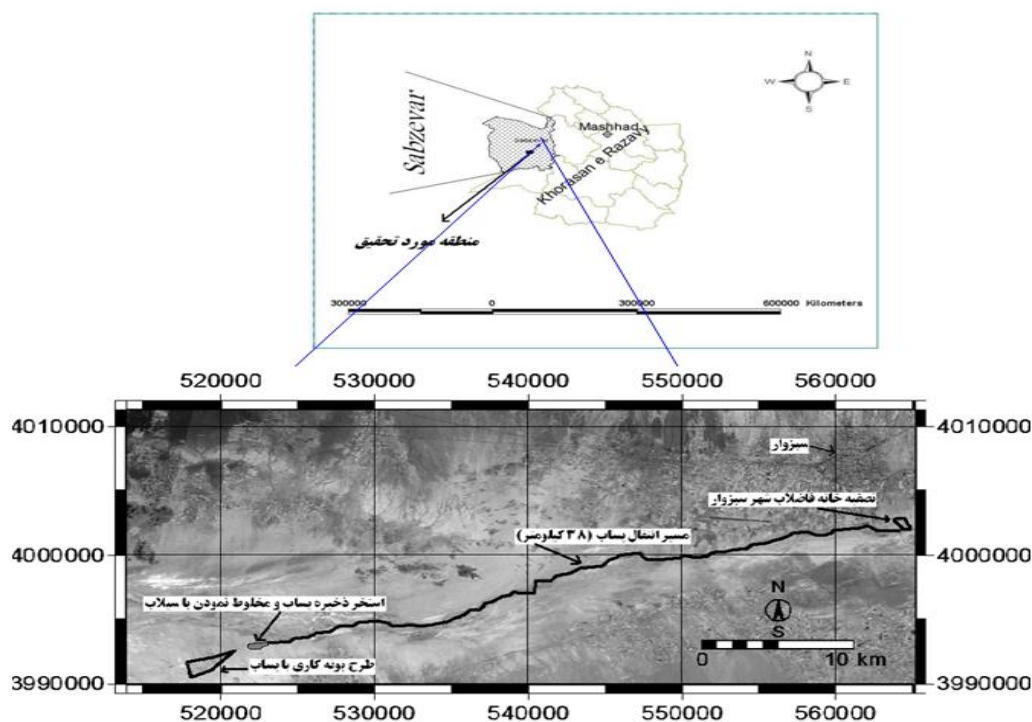 N
W E
S
Sabzevar
Mashhad
Sabzevar
Khorasan e Razavy
منطقه مورد تحقیق
300000 0 300000 600000 Kilometers
520000 530000 540000 550000 560000
4010000 4010000
سبزوار
تصفیه خانه فاضلاب شهر سبزوار
مسیر انتقال پساب (۳۸ کیلومتر)
4000000 4000000
N
استخر ذخیره پساب و مخلوط نمودن با سیلاب
S
طرح بوته کاری با پساب
0 10 km
3990000 3990000
520000 530000 540000 550000 560000